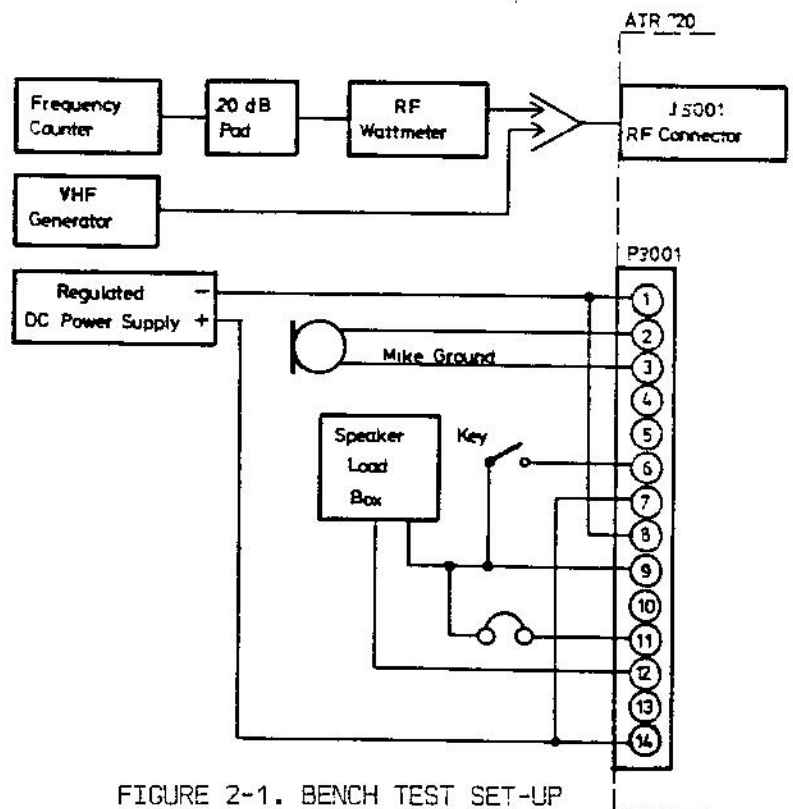 ATR 720
Frequency
Counter
20 dB
Pad
RF
Wattmeter
RF Connector
VHF
Generator
Regulated
DC Power Supply
−
+
P3001
Mike Ground
Speaker
Load
Box
Key
1
2
3
4
5
6
7
8
9
10
11
12
13
14
FIGURE 2-1. BENCH TEST SET-UP